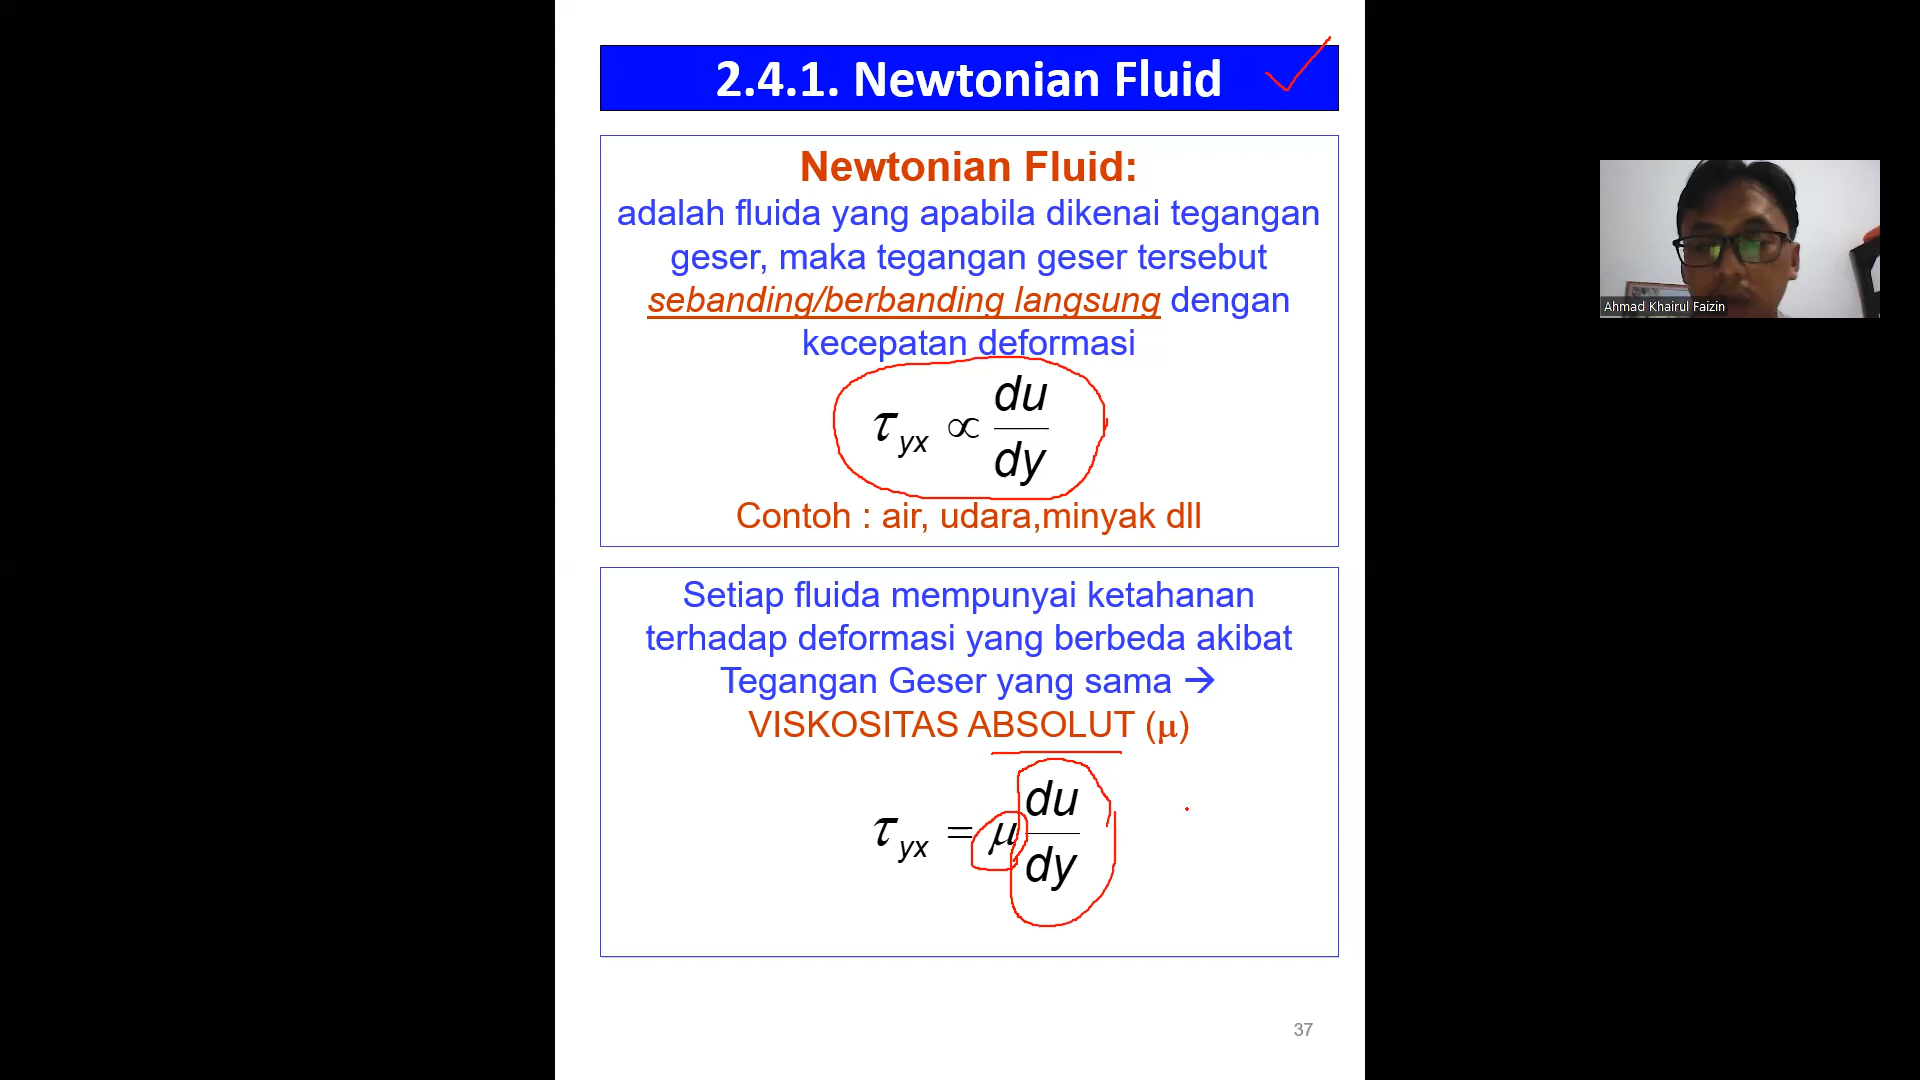 2.4.1. Newtonian Fluid
Newtonian Fluid:
adalah fluida yang apabila dikenai tegangan
geser, maka tegangan geser tersebut
sebanding/berbanding langsung dengan
kecepatan deformasi
τyx ∝ du/dy
Contoh : air, udara,minyak dll
Setiap fluida mempunyai ketahanan
terhadap deformasi yang berbeda akibat
Tegangan Geser yang sama →
VISKOSITAS ABSOLUT (μ)
τyx = μ du/dy
37
Ahmad Khairul Faizin